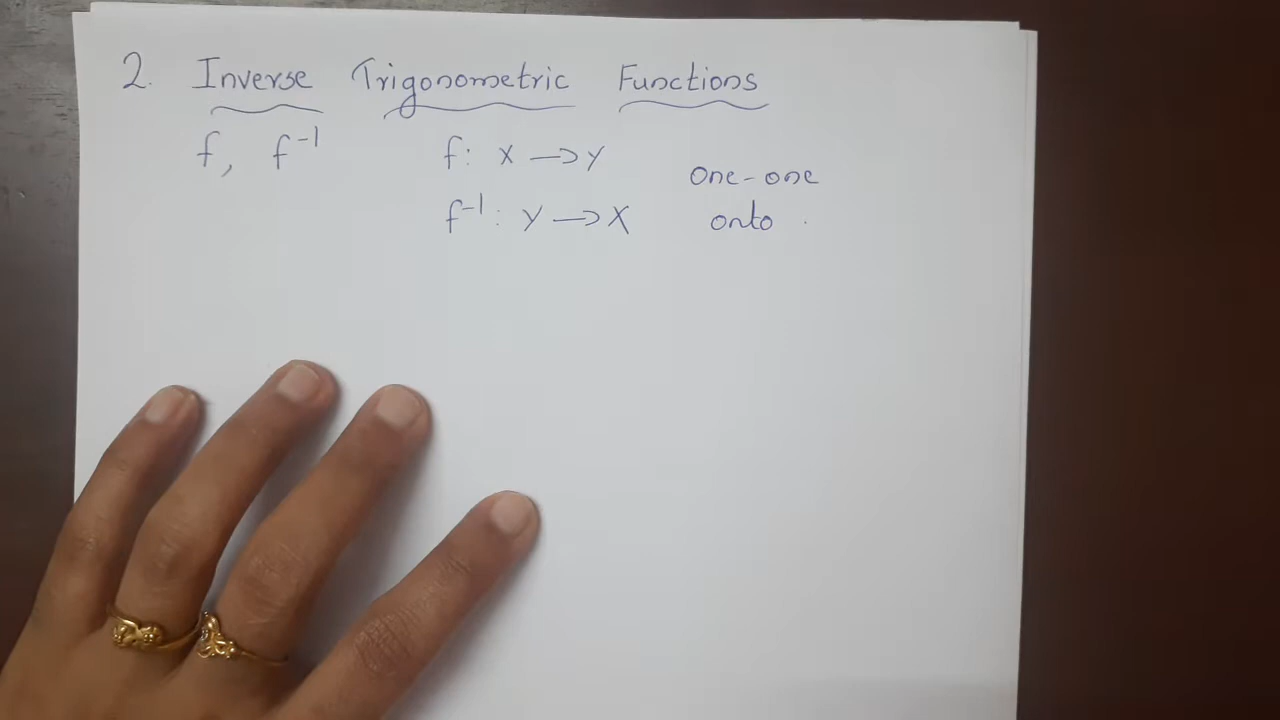 2. Inverse Trigonometric Functions
f, f⁻¹ f: X → Y one-one
f⁻¹: Y → X onto